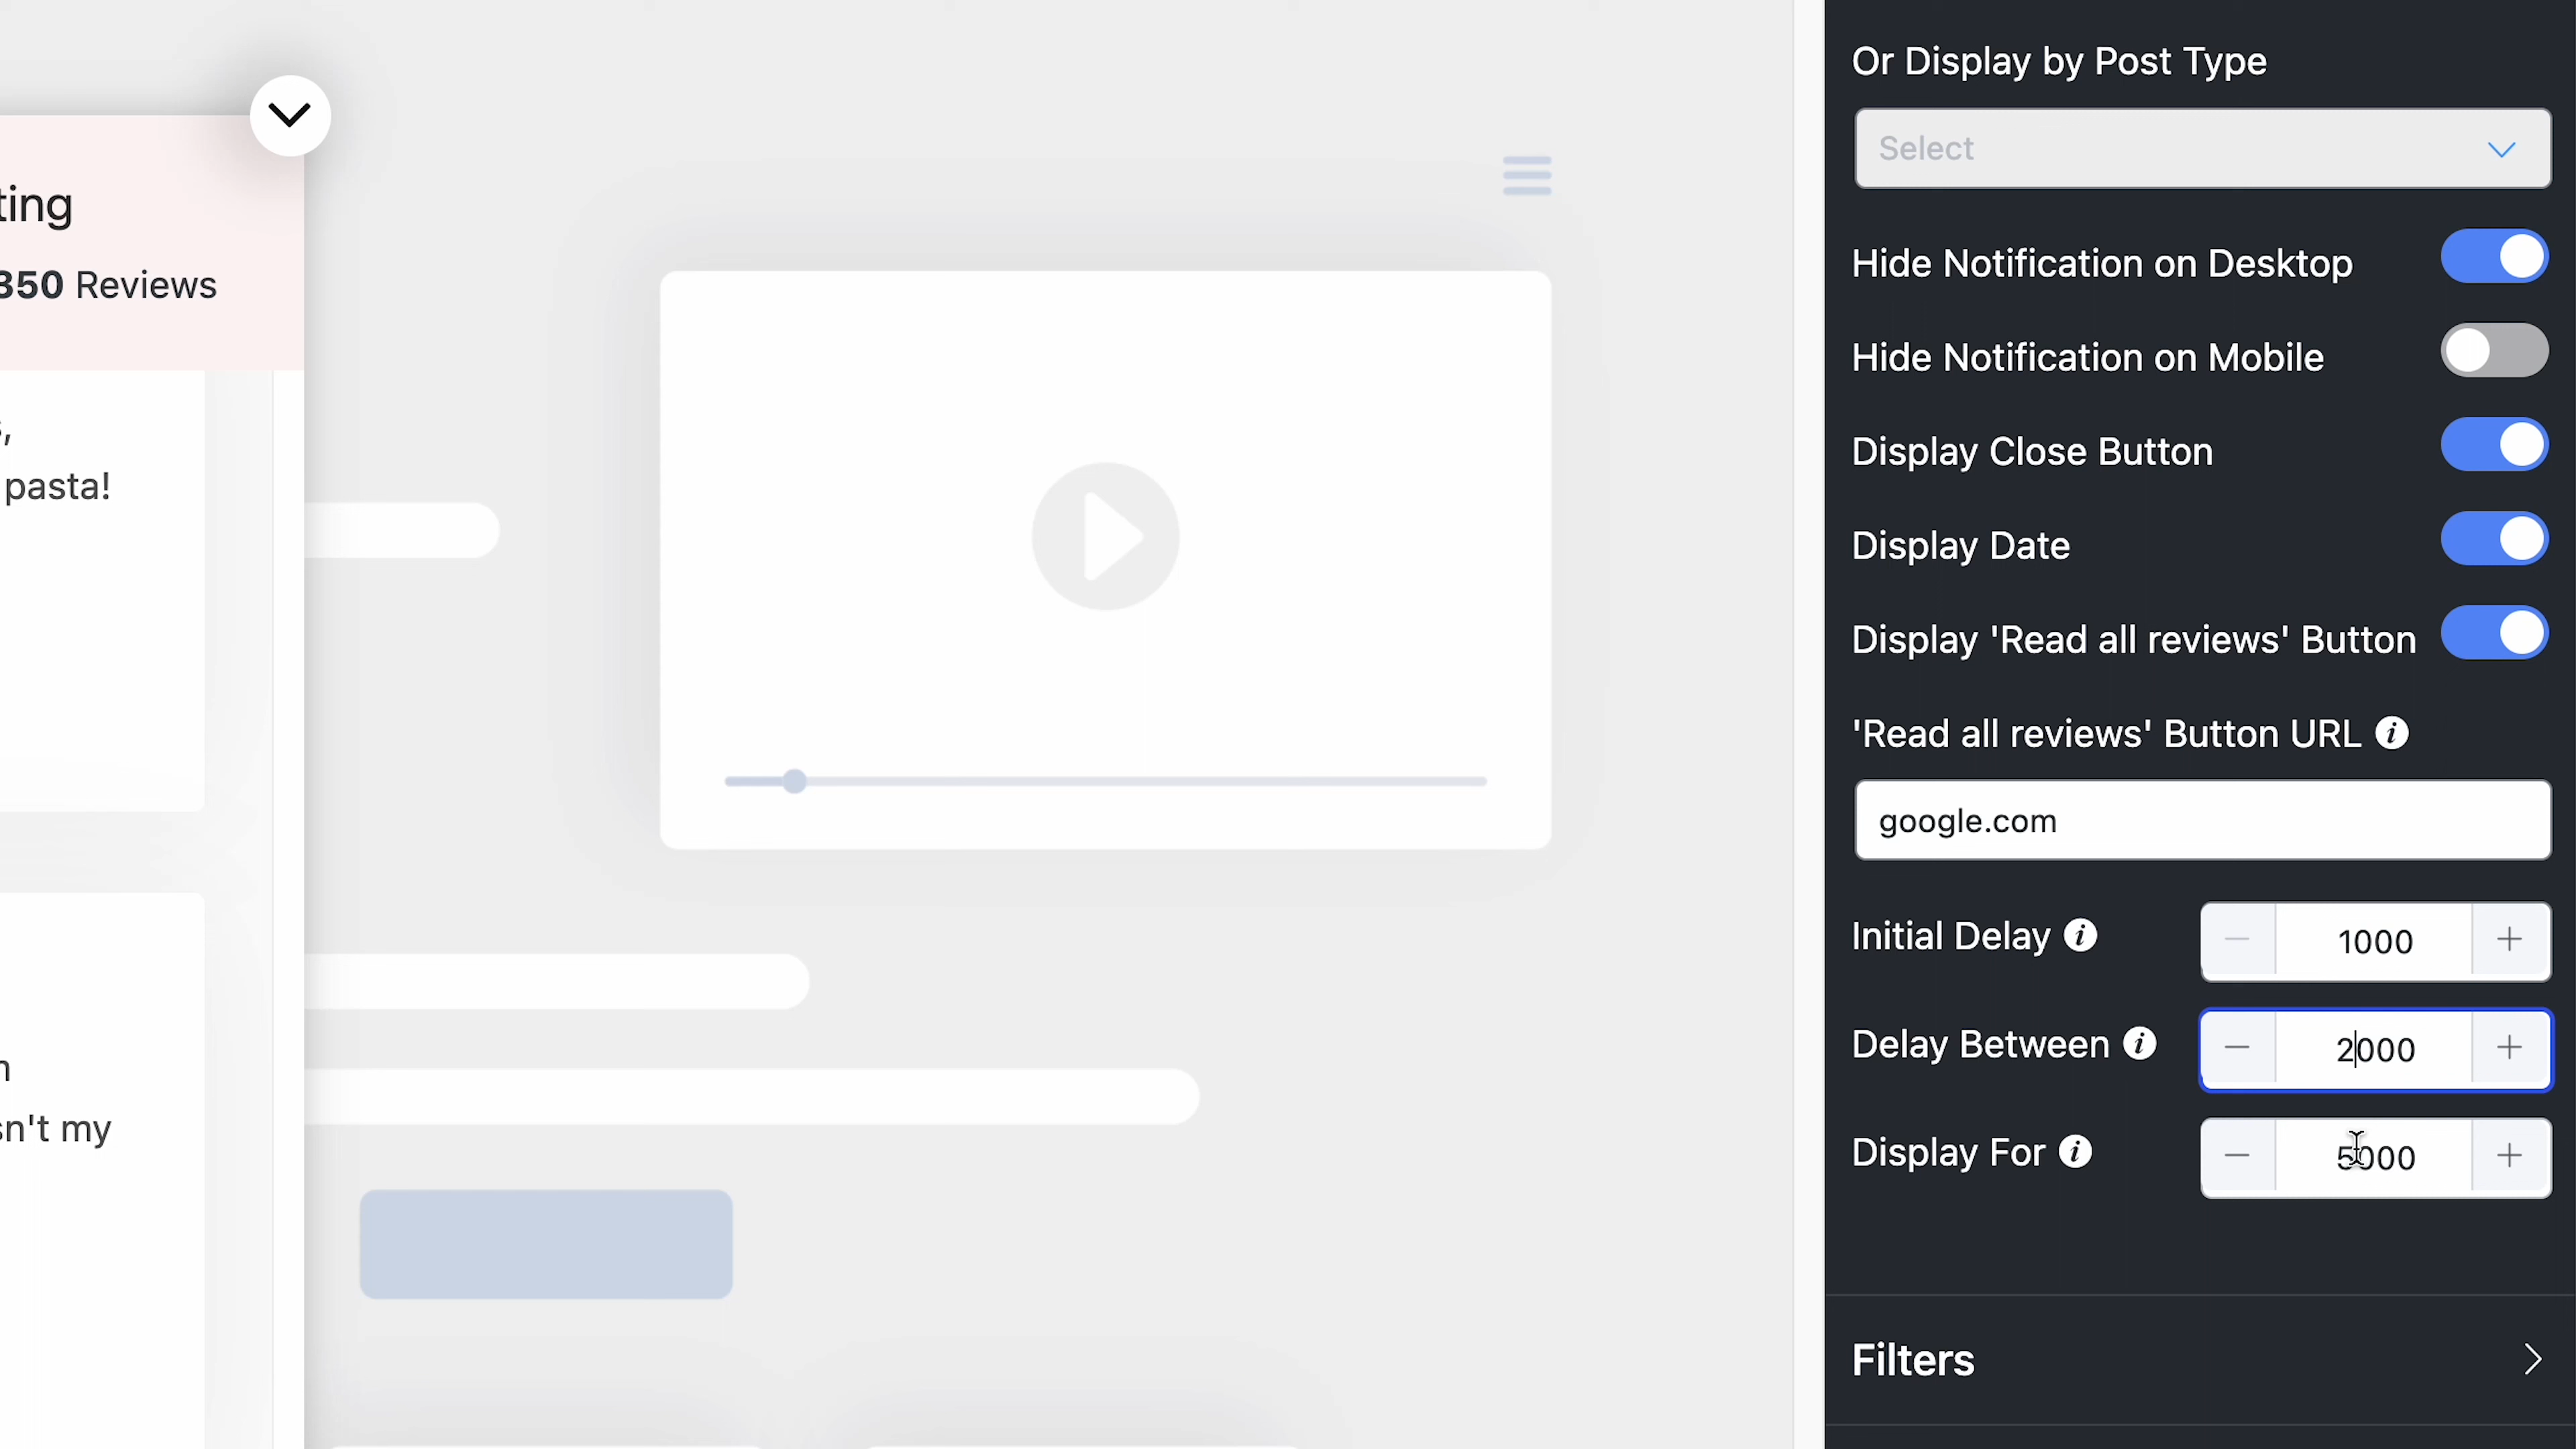 ting
350 Reviews
s,
pasta!
n
sn't my
Or Display by Post Type
Select
Hide Notification on Desktop
Hide Notification on Mobile
Display Close Button
Display Date
Display 'Read all reviews' Button
'Read all reviews' Button URL
google.com
Initial Delay
1000
Delay Between
2000
Display For
5000
Filters